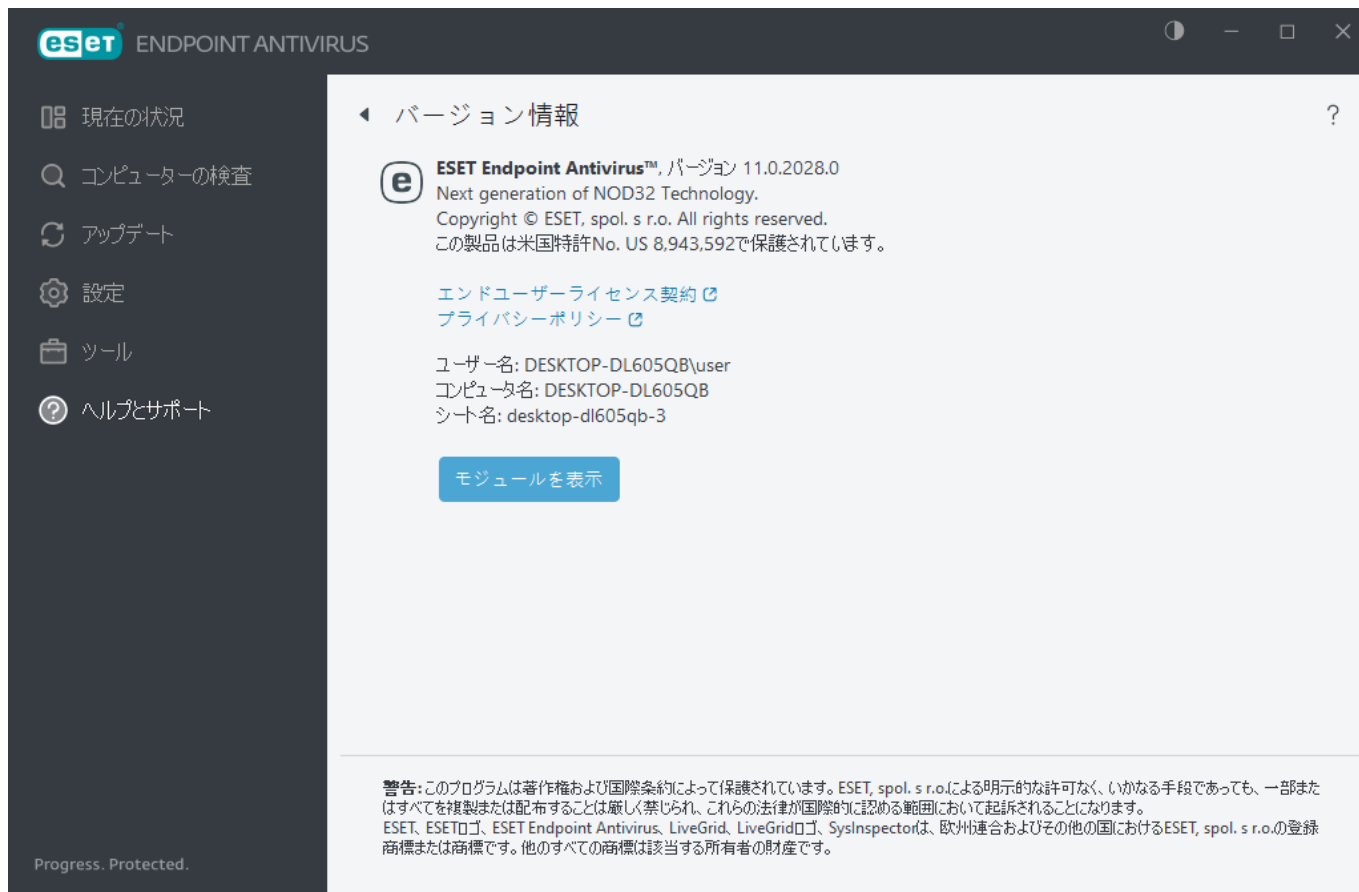 eset ENDPOINT ANTIVIRUS
現在の状況
コンピューターの検査
アップデート
設定
ツール
ヘルプとサポート
Progress. Protected.
バージョン情報
?
ESET Endpoint Antivirus™, バージョン 11.0.2028.0
Next generation of NOD32 Technology.
Copyright © ESET, spol. s r.o. All rights reserved.
この製品は米国特許No. US 8,943,592で保護されています。
エンドユーザーライセンス契約
プライバシーポリシー
ユーザー名: DESKTOP-DL605QB\user
コンピュータ名: DESKTOP-DL605QB
シート名: desktop-dl605qb-3
モジュールを表示
警告: このプログラムは著作権および国際条約によって保護されています。ESET, spol. s r.o.による明示的な許可なく、いかなる手段であっても、一部また
はすべてを複製または配布することは厳しく禁じられ、これらの法律が国際的に認める範囲において起訴されることになります。
ESET、ESETロゴ、ESET Endpoint Antivirus、LiveGrid、LiveGridロゴ、SysInspectorは、欧州連合およびその他の国におけるESET, spol. s r.o.の登録
商標または商標です。他のすべての商標は該当する所有者の財産です。